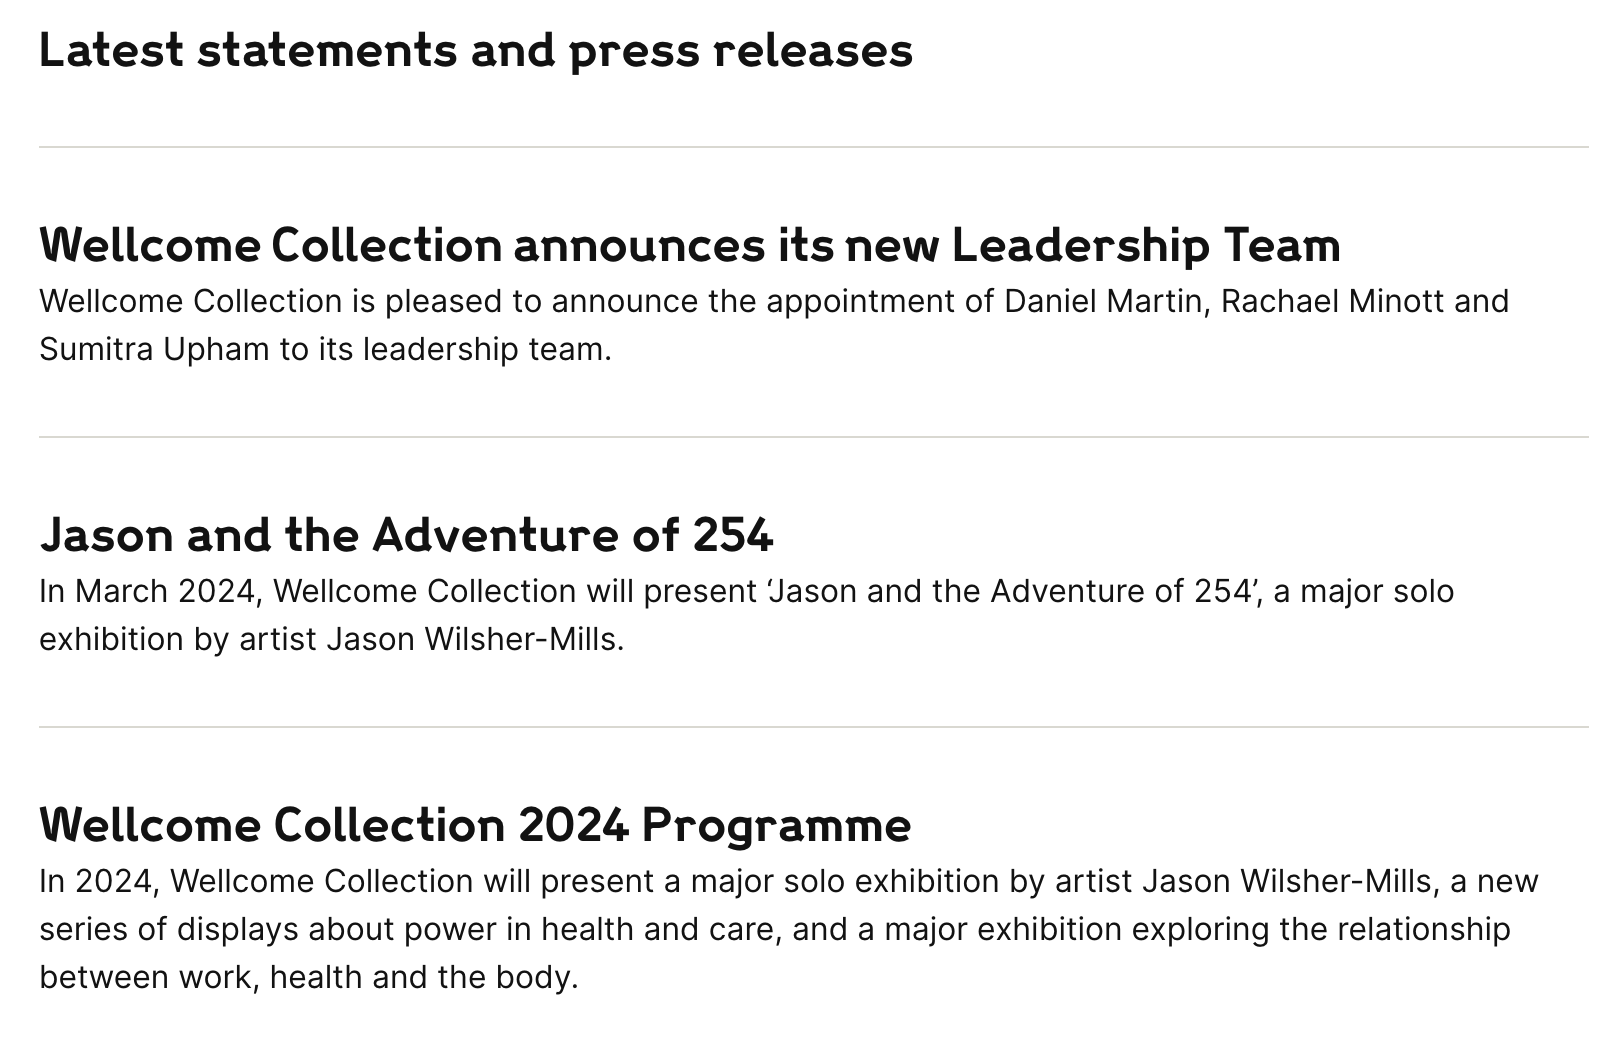 Latest statements and press releases
Wellcome Collection announces its new Leadership Team
Wellcome Collection is pleased to announce the appointment of Daniel Martin, Rachael Minott and
Sumitra Upham to its leadership team.
Jason and the Adventure of 254
In March 2024, Wellcome Collection will present ‘Jason and the Adventure of 254’, a major solo
exhibition by artist Jason Wilsher-Mills.
Wellcome Collection 2024 Programme
In 2024, Wellcome Collection will present a major solo exhibition by artist Jason Wilsher-Mills, a new
series of displays about power in health and care, and a major exhibition exploring the relationship
between work, health and the body.